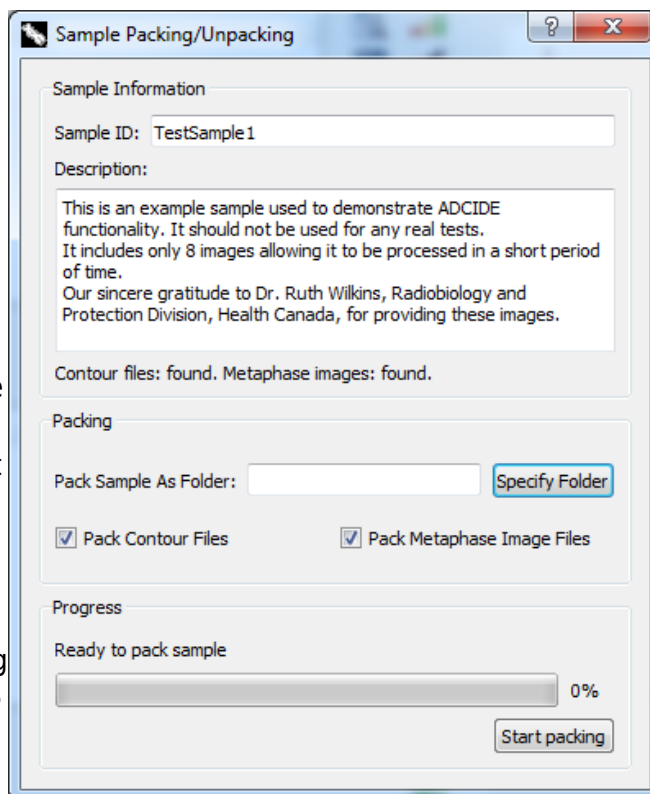 Sample Packing/Unpacking
Sample Information
Sample ID: TestSample1
Description:
This is an example sample used to demonstrate ADCIDE
functionality. It should not be used for any real tests.
It includes only 8 images allowing it to be processed in a short period
of time.
Our sincere gratitude to Dr. Ruth Wilkins, Radiobiology and
Protection Division, Health Canada, for providing these images.
Contour files: found. Metaphase images: found.
Packing
Pack Sample As Folder: Specify Folder
Pack Contour Files Pack Metaphase Image Files
Progress
Ready to pack sample
0%
Start packing